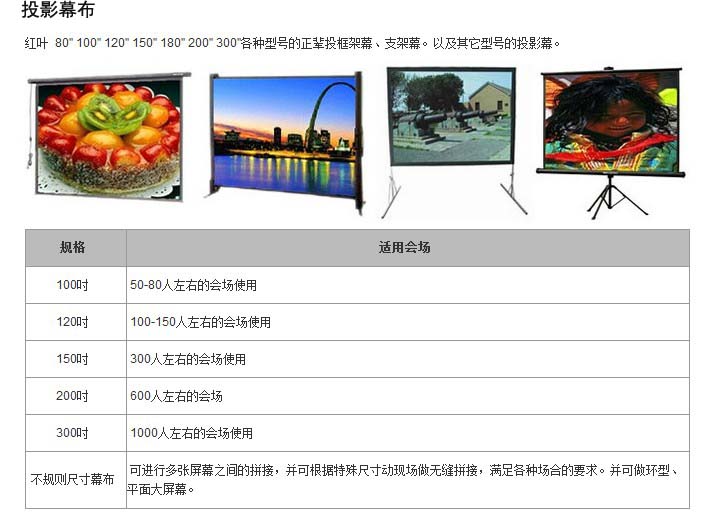 投影幕布
红叶 80" 100" 120" 150" 180" 200" 300"各种型号的正辈投框架幕、支架幕。以及其它型号的投影幕。
规格 适用会场
100吋 50-80人左右的会场使用
120吋 100-150人左右的会场使用
150吋 300人左右的会场使用
200吋 600人左右的会场
300吋 1000人左右的会场使用
不规则尺寸幕布 可进行多张屏幕之间的拼接，并可根据特殊尺寸动现场做无缝拼接，满足各种场合的要求。并可做环型、
平面大屏幕。